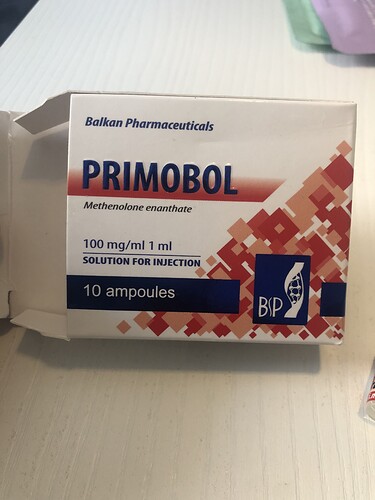 Balkan Pharmaceuticals
PRIMOBOL
Methenolone enanthate
100 mg/ml 1 ml
SOLUTION FOR INJECTION
10 ampoules
BP